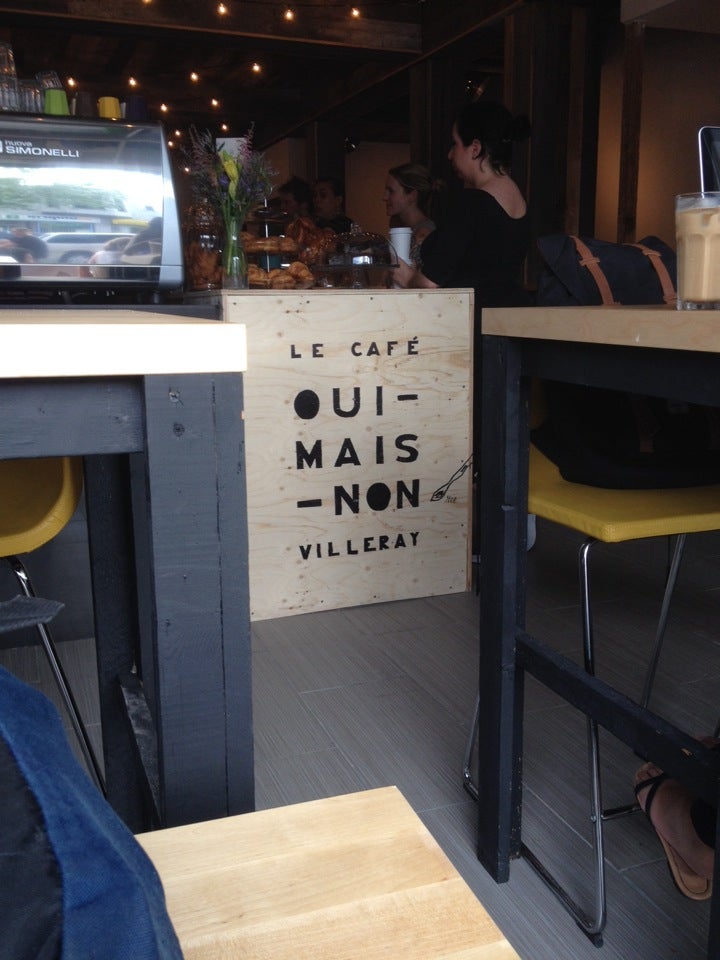 nuova
SIMONELLI
LE CAFÉ
OUI-
MAIS
-NON
VILLERAY